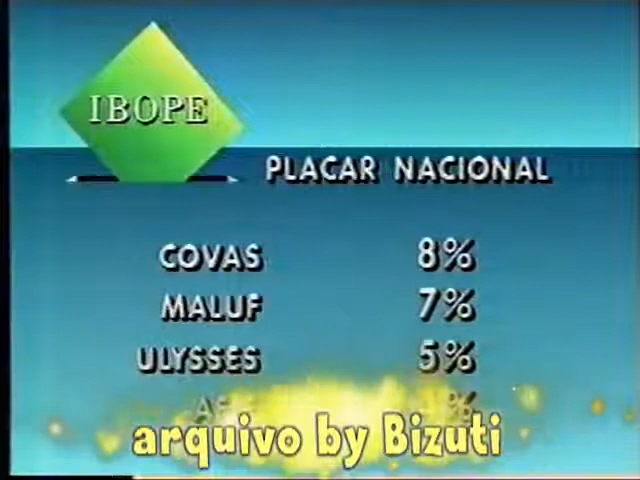 IBOPE
PLACAR NACIONAL
COVAS 8%
MALUF 7%
ULYSSES 5%
arquivo by Bizuti